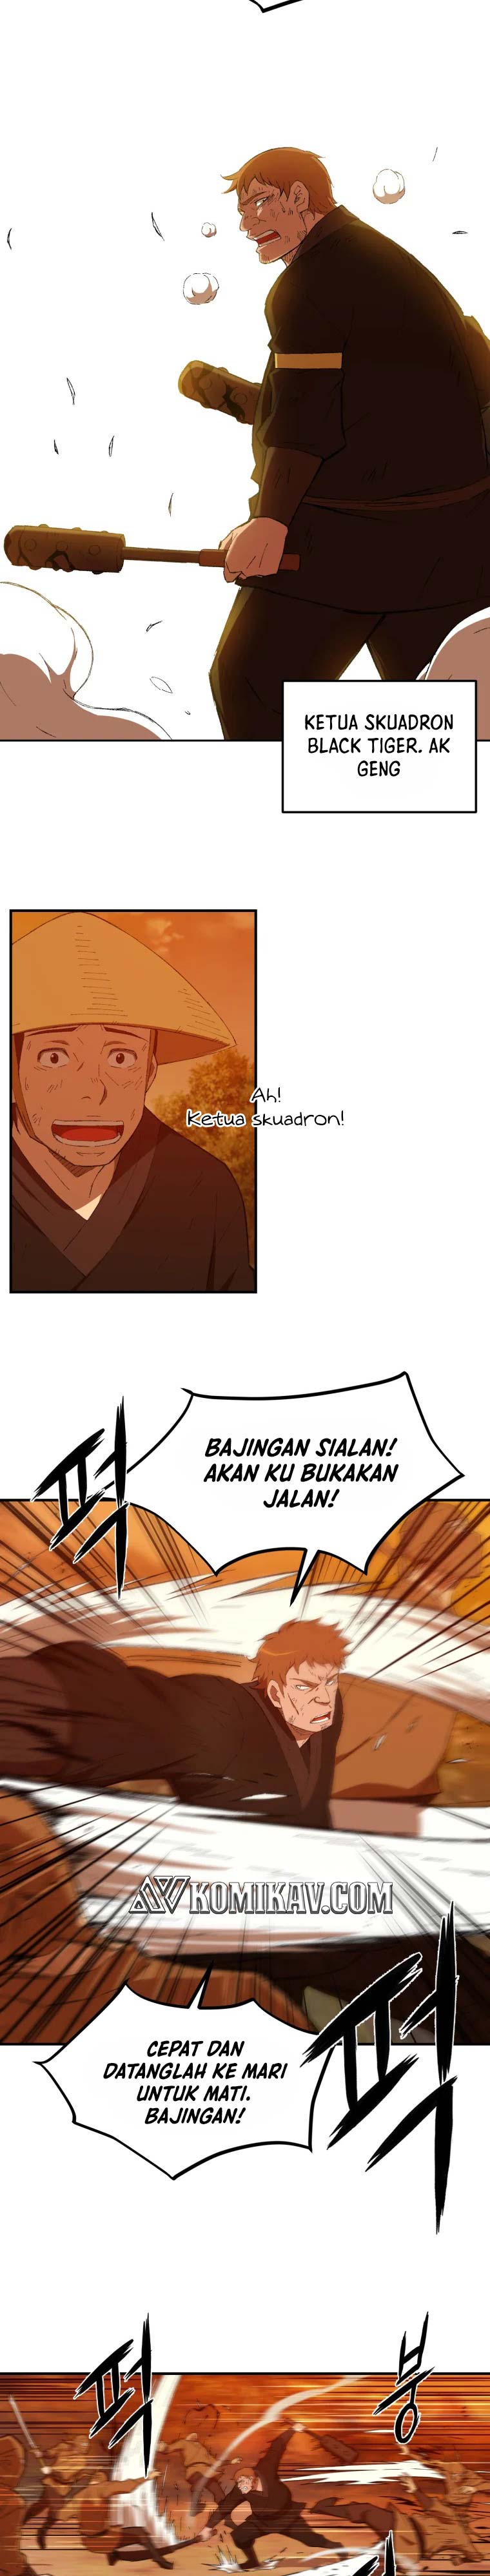 KETUA SKUADRON
BLACK TIGER. AK
GENG
Ah!
Ketua skuadron!
BAJINGAN SIALAN!
AKAN KU BUKAKAN
JALAN!
퍽
KOMIKAV.COM
퍽
CEPAT DAN
DATANGLAH KE MARI
UNTUK MATI.
BAJINGAN!
퍽
붕